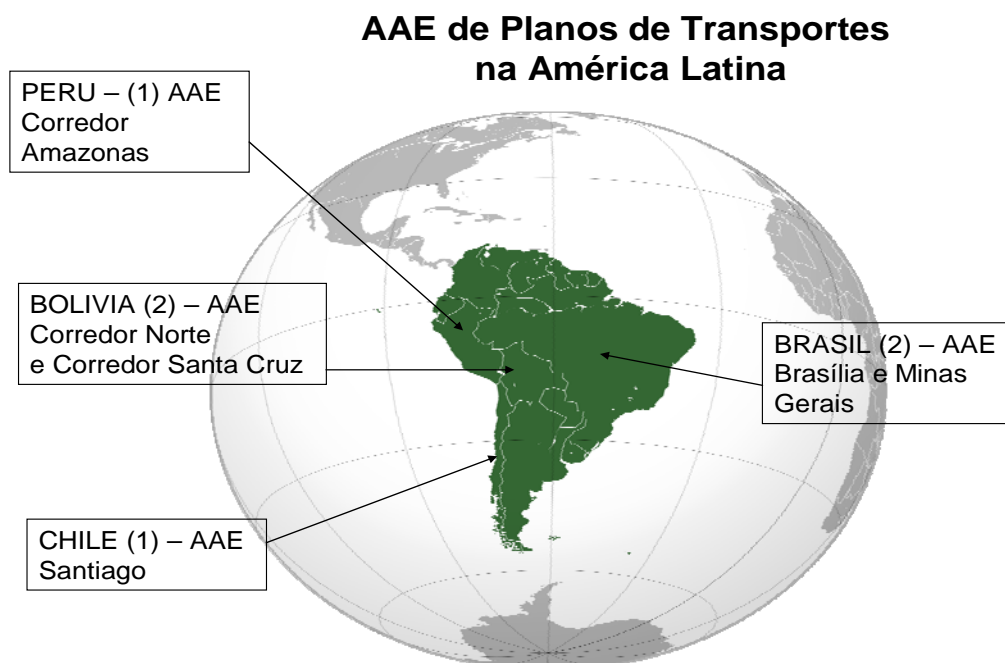 AAE de Planos de Transportes
na América Latina
PERU – (1) AAE
Corredor
Amazonas
BOLIVIA (2) – AAE
Corredor Norte
e Corredor Santa Cruz
BRASIL (2) – AAE
Brasília e Minas
Gerais
CHILE (1) – AAE
Santiago